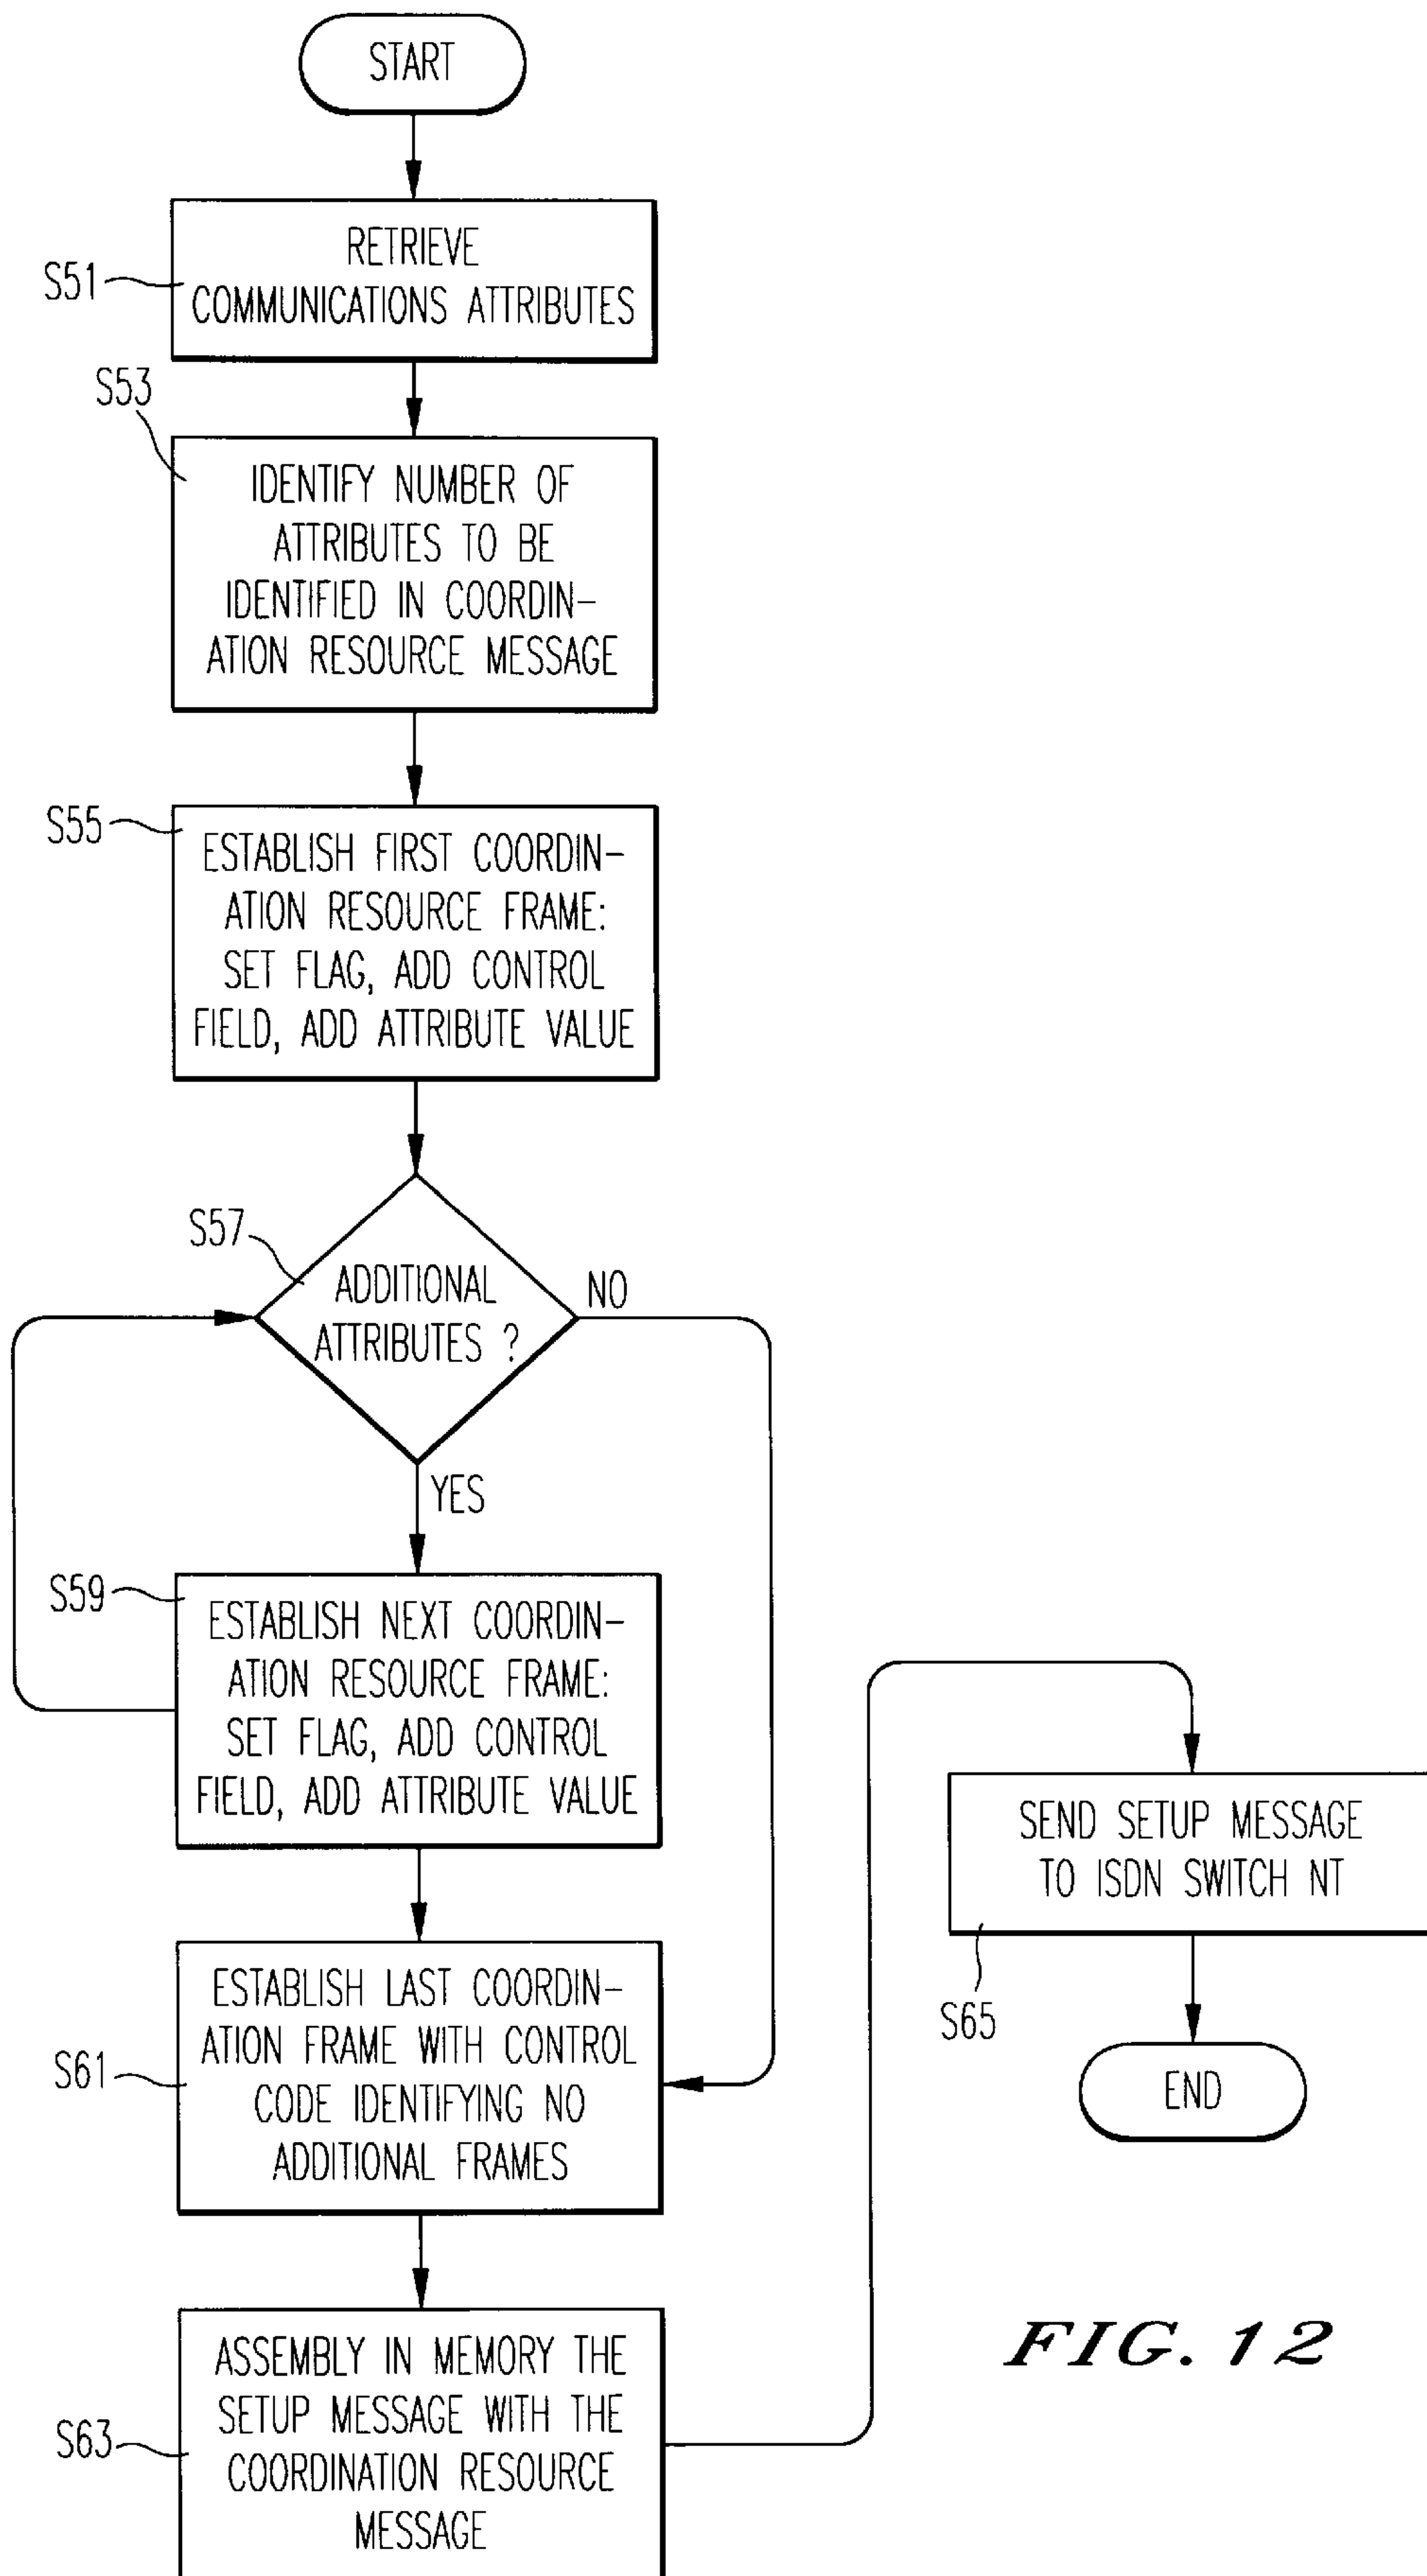 START
S51
RETRIEVE
COMMUNICATIONS ATTRIBUTES
S53
IDENTIFY NUMBER OF
ATTRIBUTES TO BE
IDENTIFIED IN COORDIN-
ATION RESOURCE MESSAGE
S55
ESTABLISH FIRST COORDIN-
ATION RESOURCE FRAME:
SET FLAG, ADD CONTROL
FIELD, ADD ATTRIBUTE VALUE
S57
ADDITIONAL
ATTRIBUTES ?
NO
YES
S59
ESTABLISH NEXT COORDIN-
ATION RESOURCE FRAME:
SET FLAG, ADD CONTROL
FIELD, ADD ATTRIBUTE VALUE
S61
ESTABLISH LAST COORDIN-
ATION FRAME WITH CONTROL
CODE IDENTIFYING NO
ADDITIONAL FRAMES
S63
ASSEMBLY IN MEMORY THE
SETUP MESSAGE WITH THE
COORDINATION RESOURCE
MESSAGE
SEND SETUP MESSAGE
TO ISDN SWITCH NT
S65
END
FIG. 12